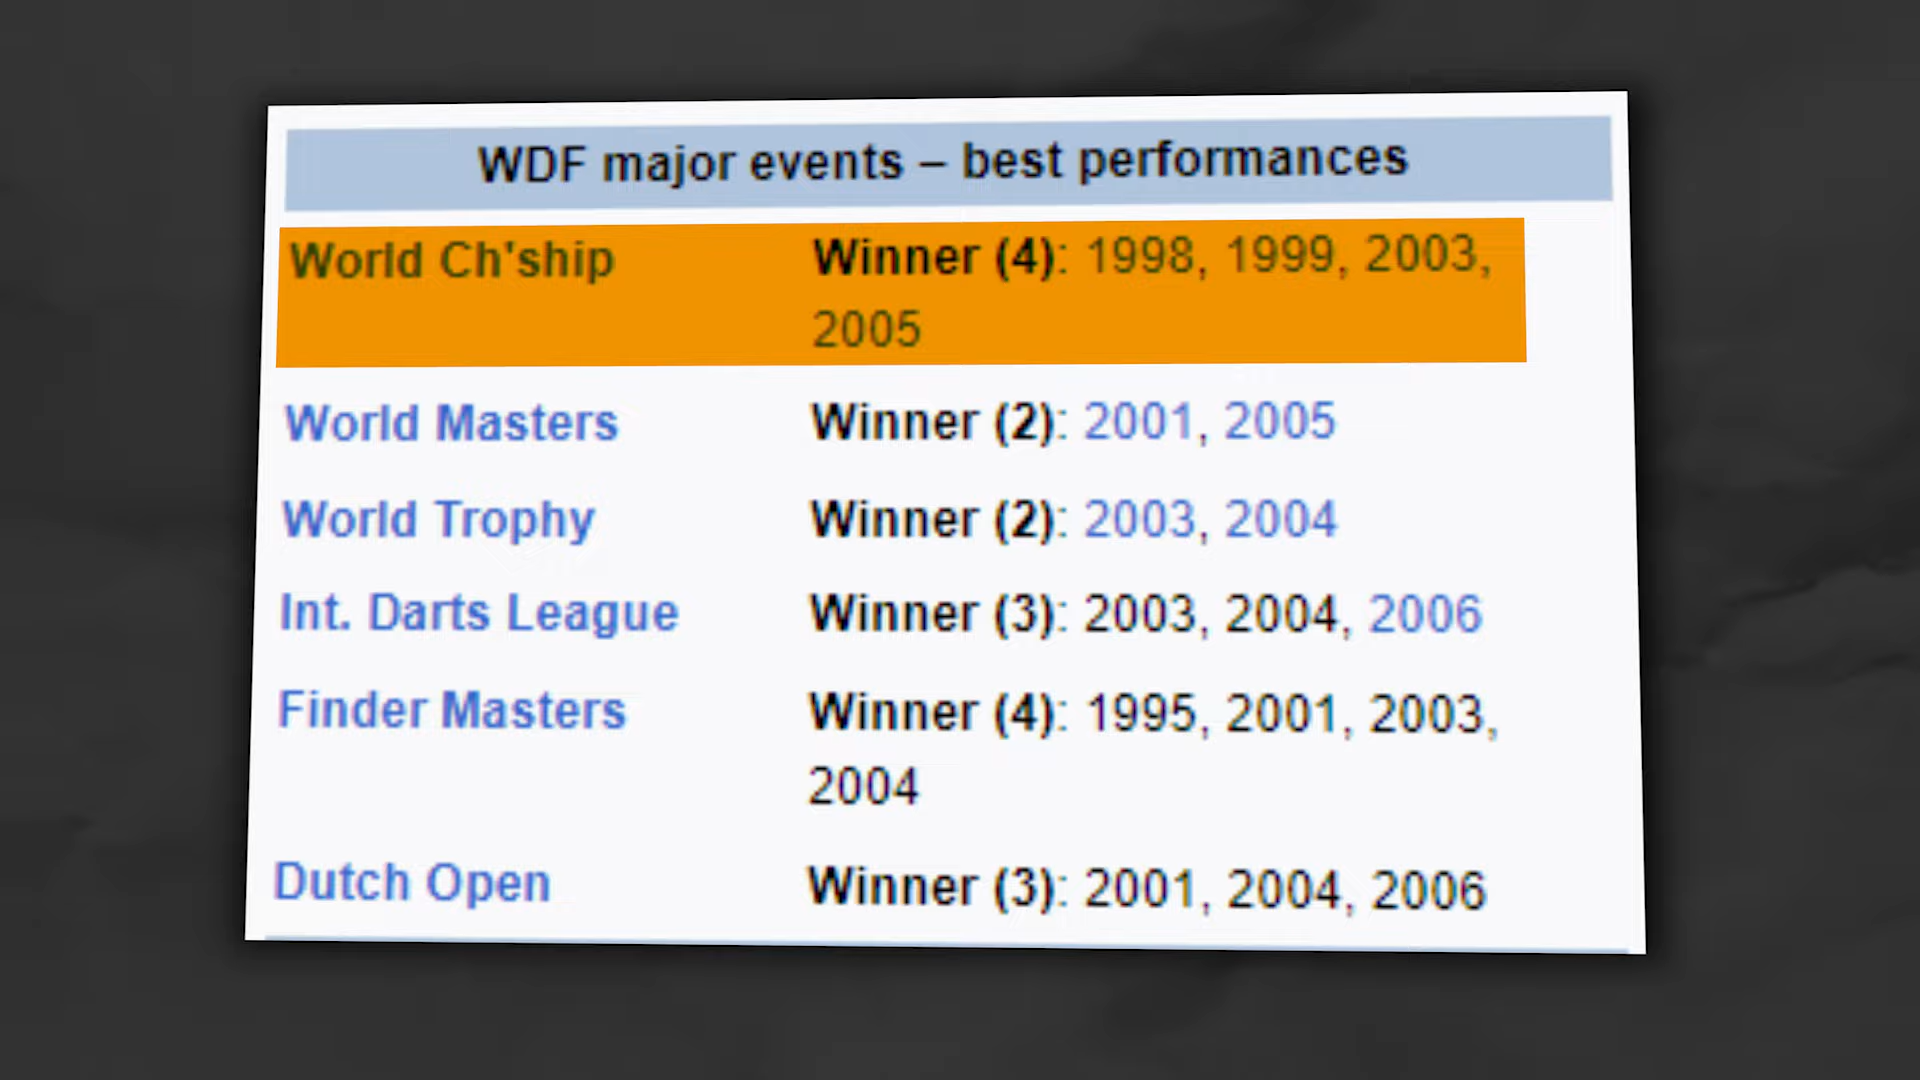 WDF major events – best performances
World Ch'ship Winner (4): 1998, 1999, 2003,
2005
World Masters Winner (2): 2001, 2005
World Trophy Winner (2): 2003, 2004
Int. Darts League Winner (3): 2003, 2004, 2006
Finder Masters Winner (4): 1995, 2001, 2003,
2004
Dutch Open Winner (3): 2001, 2004, 2006